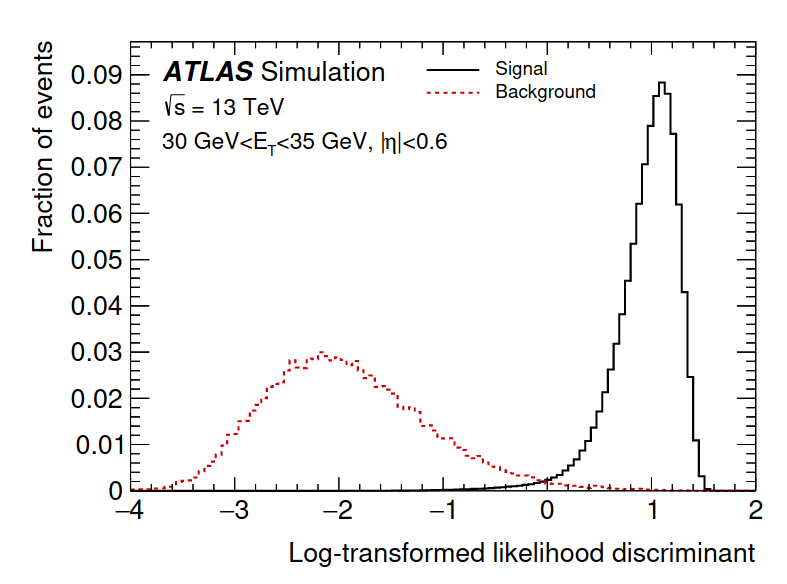 Fraction of events
ATLAS Simulation
√s = 13 TeV
30 GeV<E_T<35 GeV, |η|<0.6
Signal
Background
0.09
0.08
0.07
0.06
0.05
0.04
0.03
0.02
0.01
0
−4 −3 −2 −1 0 1 2
Log-transformed likelihood discriminant